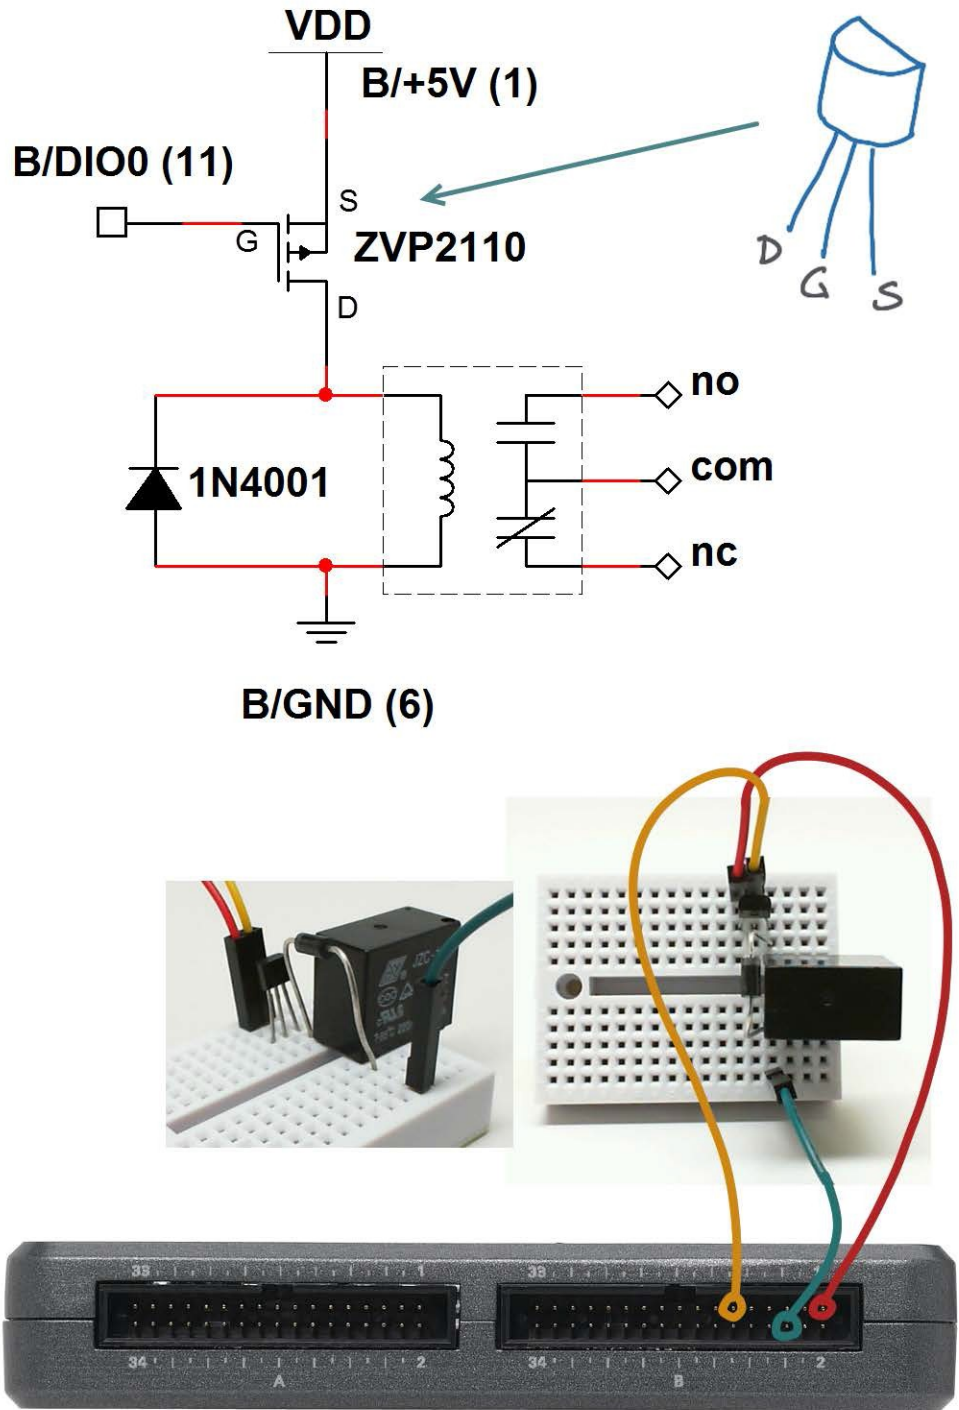 VDD
B/+5V (1)
B/DIO0 (11)
S
G
ZVP2110
D
D
G
S
no
1N4001
com
nc
B/GND (6)
JZC-
33
1
33
34
2
34
2
A
B